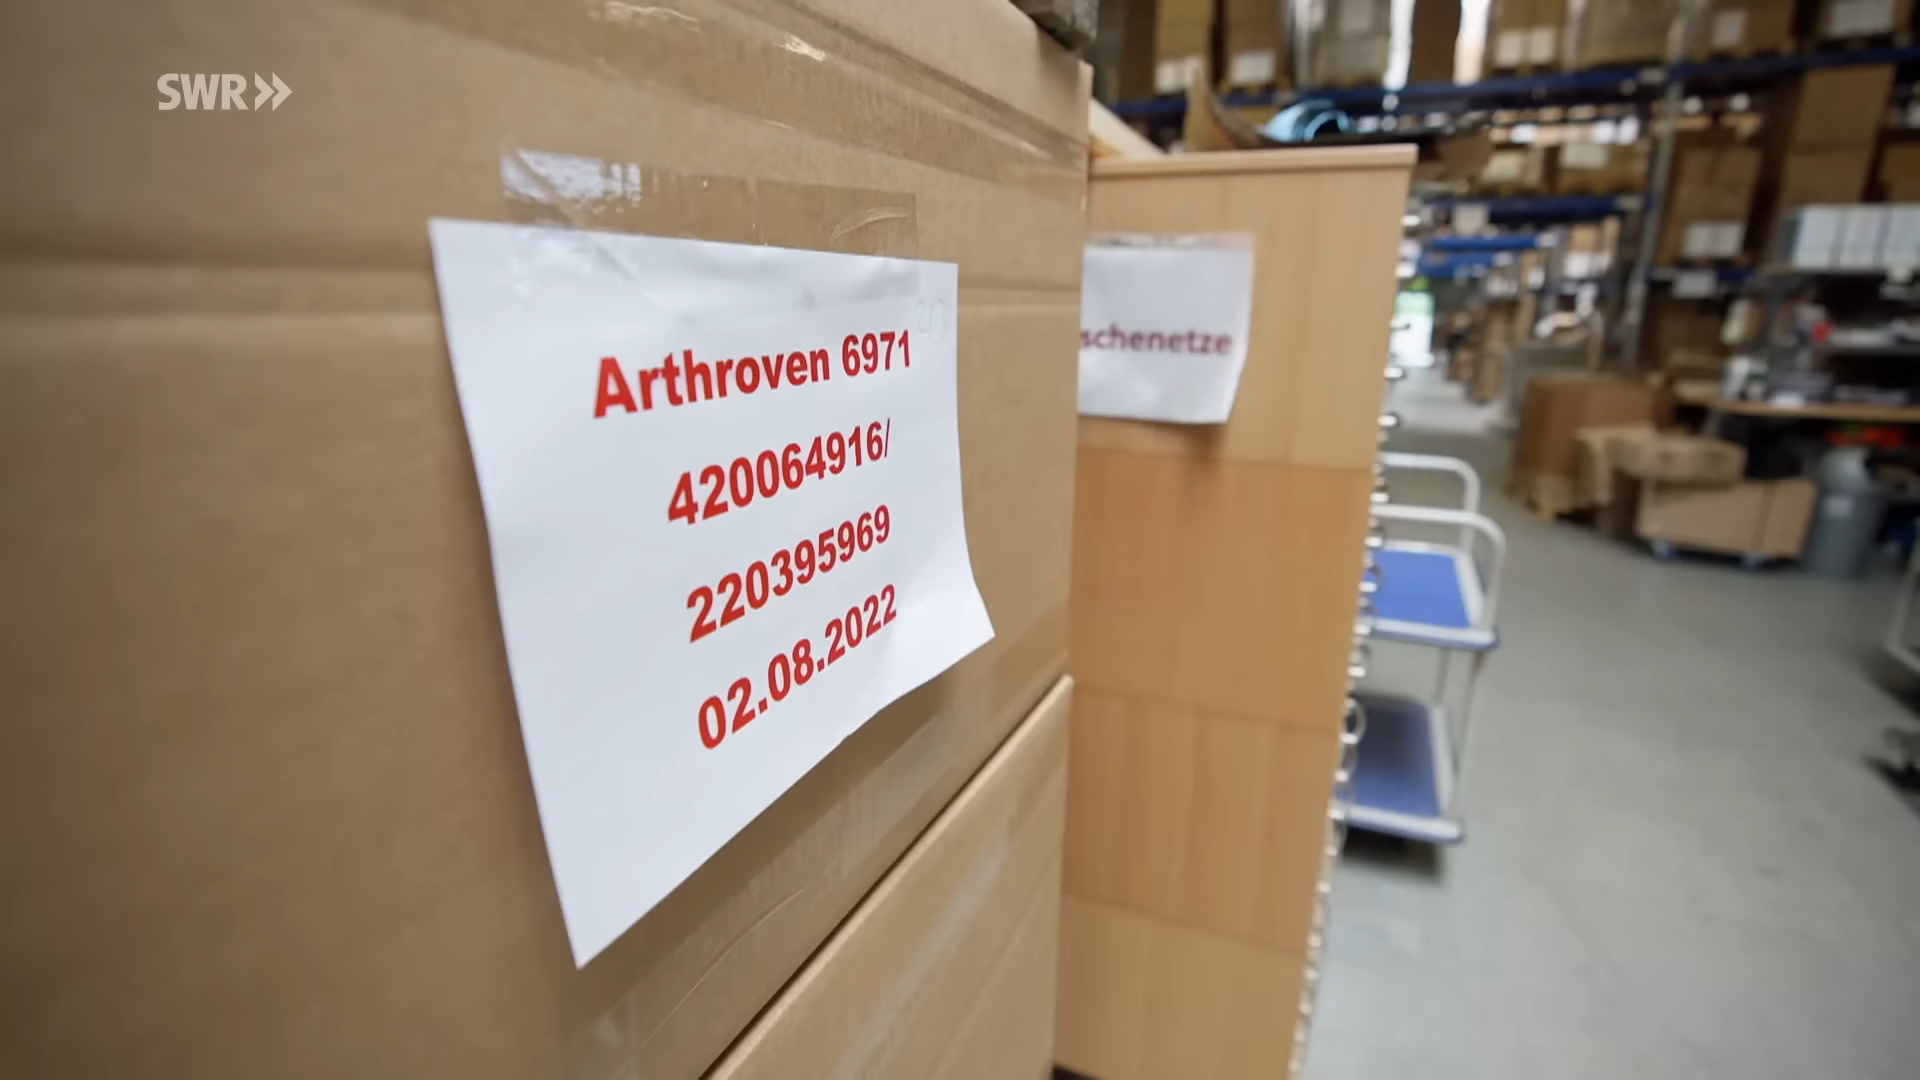 SWR
Arthroven 6971
420064916/
220395969
02.08.2022
schenetze